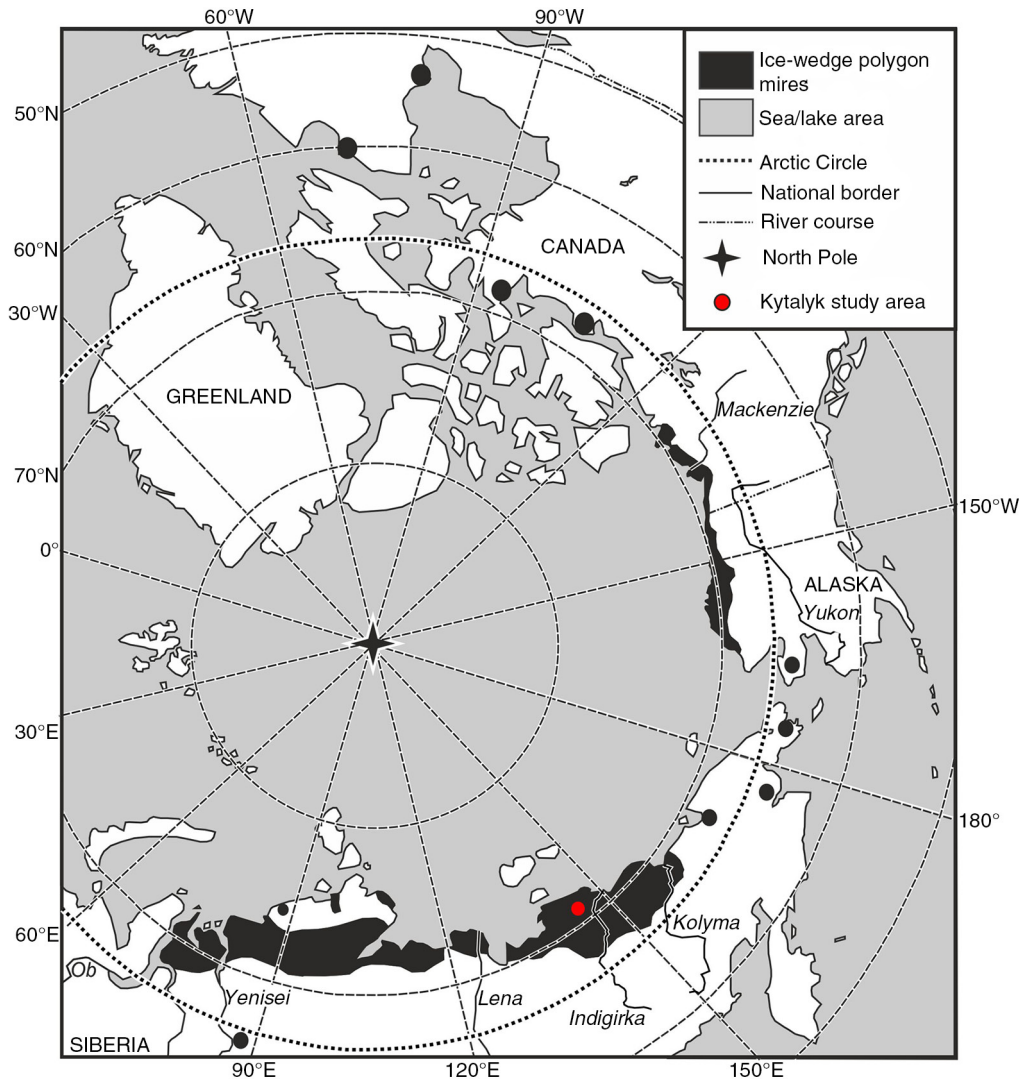 60°W
90°W
Ice-wedge polygon
mires
50°N
Sea/lake area
Arctic Circle
National border
River course
60°N
CANADA
North Pole
30°W
Kytalyk study area
GREENLAND
Mackenzie
70°N
150°W
0°
ALASKA
Yukon
30°E
180°
60°E
Kolyma
Ob
Yenisei
Lena
Indigirka
SIBERIA
90°E
120°E
150°E